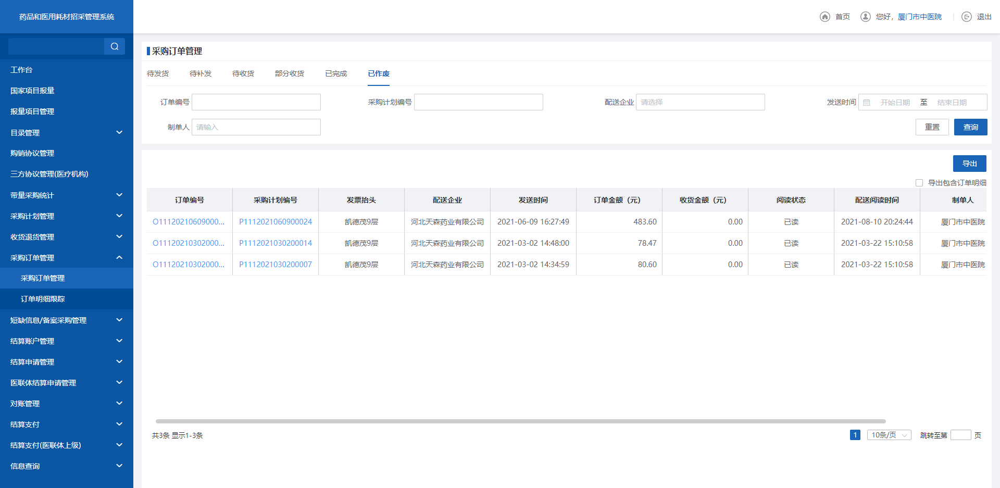 药品和医用耗材招采管理系统
首页 您好，厦门市中医院 退出
工作台
国家项目报量
报量项目管理
目录管理
购销协议管理
三方协议管理(医疗机构)
带量采购统计
采购计划管理
收货退货管理
采购订单管理
采购订单管理
订单明细跟踪
短缺信息/备案采购管理
结算账户管理
结算申请管理
医联体结算申请管理
对账管理
结算支付
结算支付(医联体上级)
信息查询
采购订单管理
待发货 待补发 待收货 部分收货 已完成 已作废
订单编号 采购计划编号 配送企业 请选择 发送时间 开始日期 至 结束日期
制单人 请输入 重置 查询
导出
导出包含订单明细
订单编号 采购计划编号 发票抬头 配送企业 发送时间 订单金额（元） 收货金额（元） 阅读状态 配送阅读时间 制单人
O11120210609000... P1112021060900024 凯德茂9层 河北天森药业有限公司 2021-06-09 16:27:49 483.60 0.00 已读 2021-08-10 20:24:44 厦门市中医院
O11120210302000... P1112021030200014 凯德茂9层 河北天森药业有限公司 2021-03-02 14:48:00 78.47 0.00 已读 2021-03-22 15:10:58 厦门市中医院
O11120210302000... P1112021030200007 凯德茂9层 河北天森药业有限公司 2021-03-02 14:34:59 80.60 0.00 已读 2021-03-22 15:10:58 厦门市中医院
共3条 显示1-3条 1 10条/页 跳转至第 页